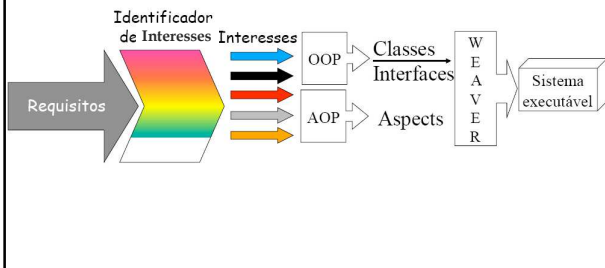 Identificador
de Interesses
Interesses
Requisitos
OOP
Classes
Interfaces
AOP
Aspects
W
E
A
V
E
R
Sistema
executável